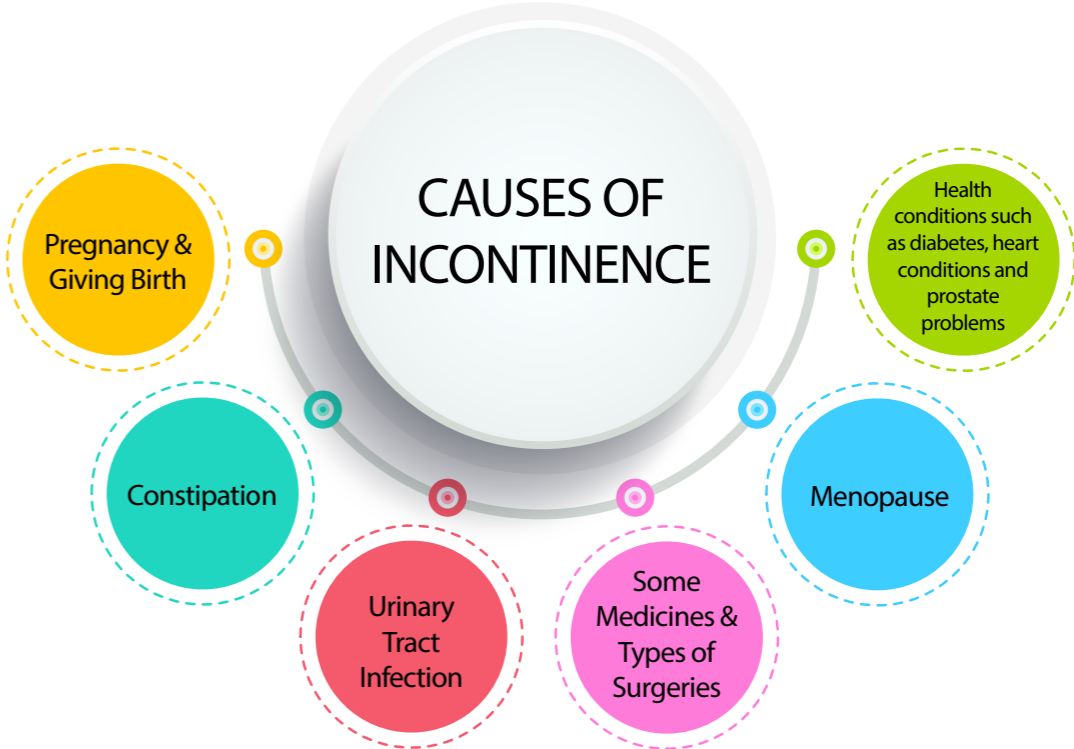 CAUSES OF
INCONTINENCE
Pregnancy &
Giving Birth
Constipation
Urinary
Tract
Infection
Some
Medicines &
Types of
Surgeries
Menopause
Health
conditions such
as diabetes, heart
conditions and
prostate
problems